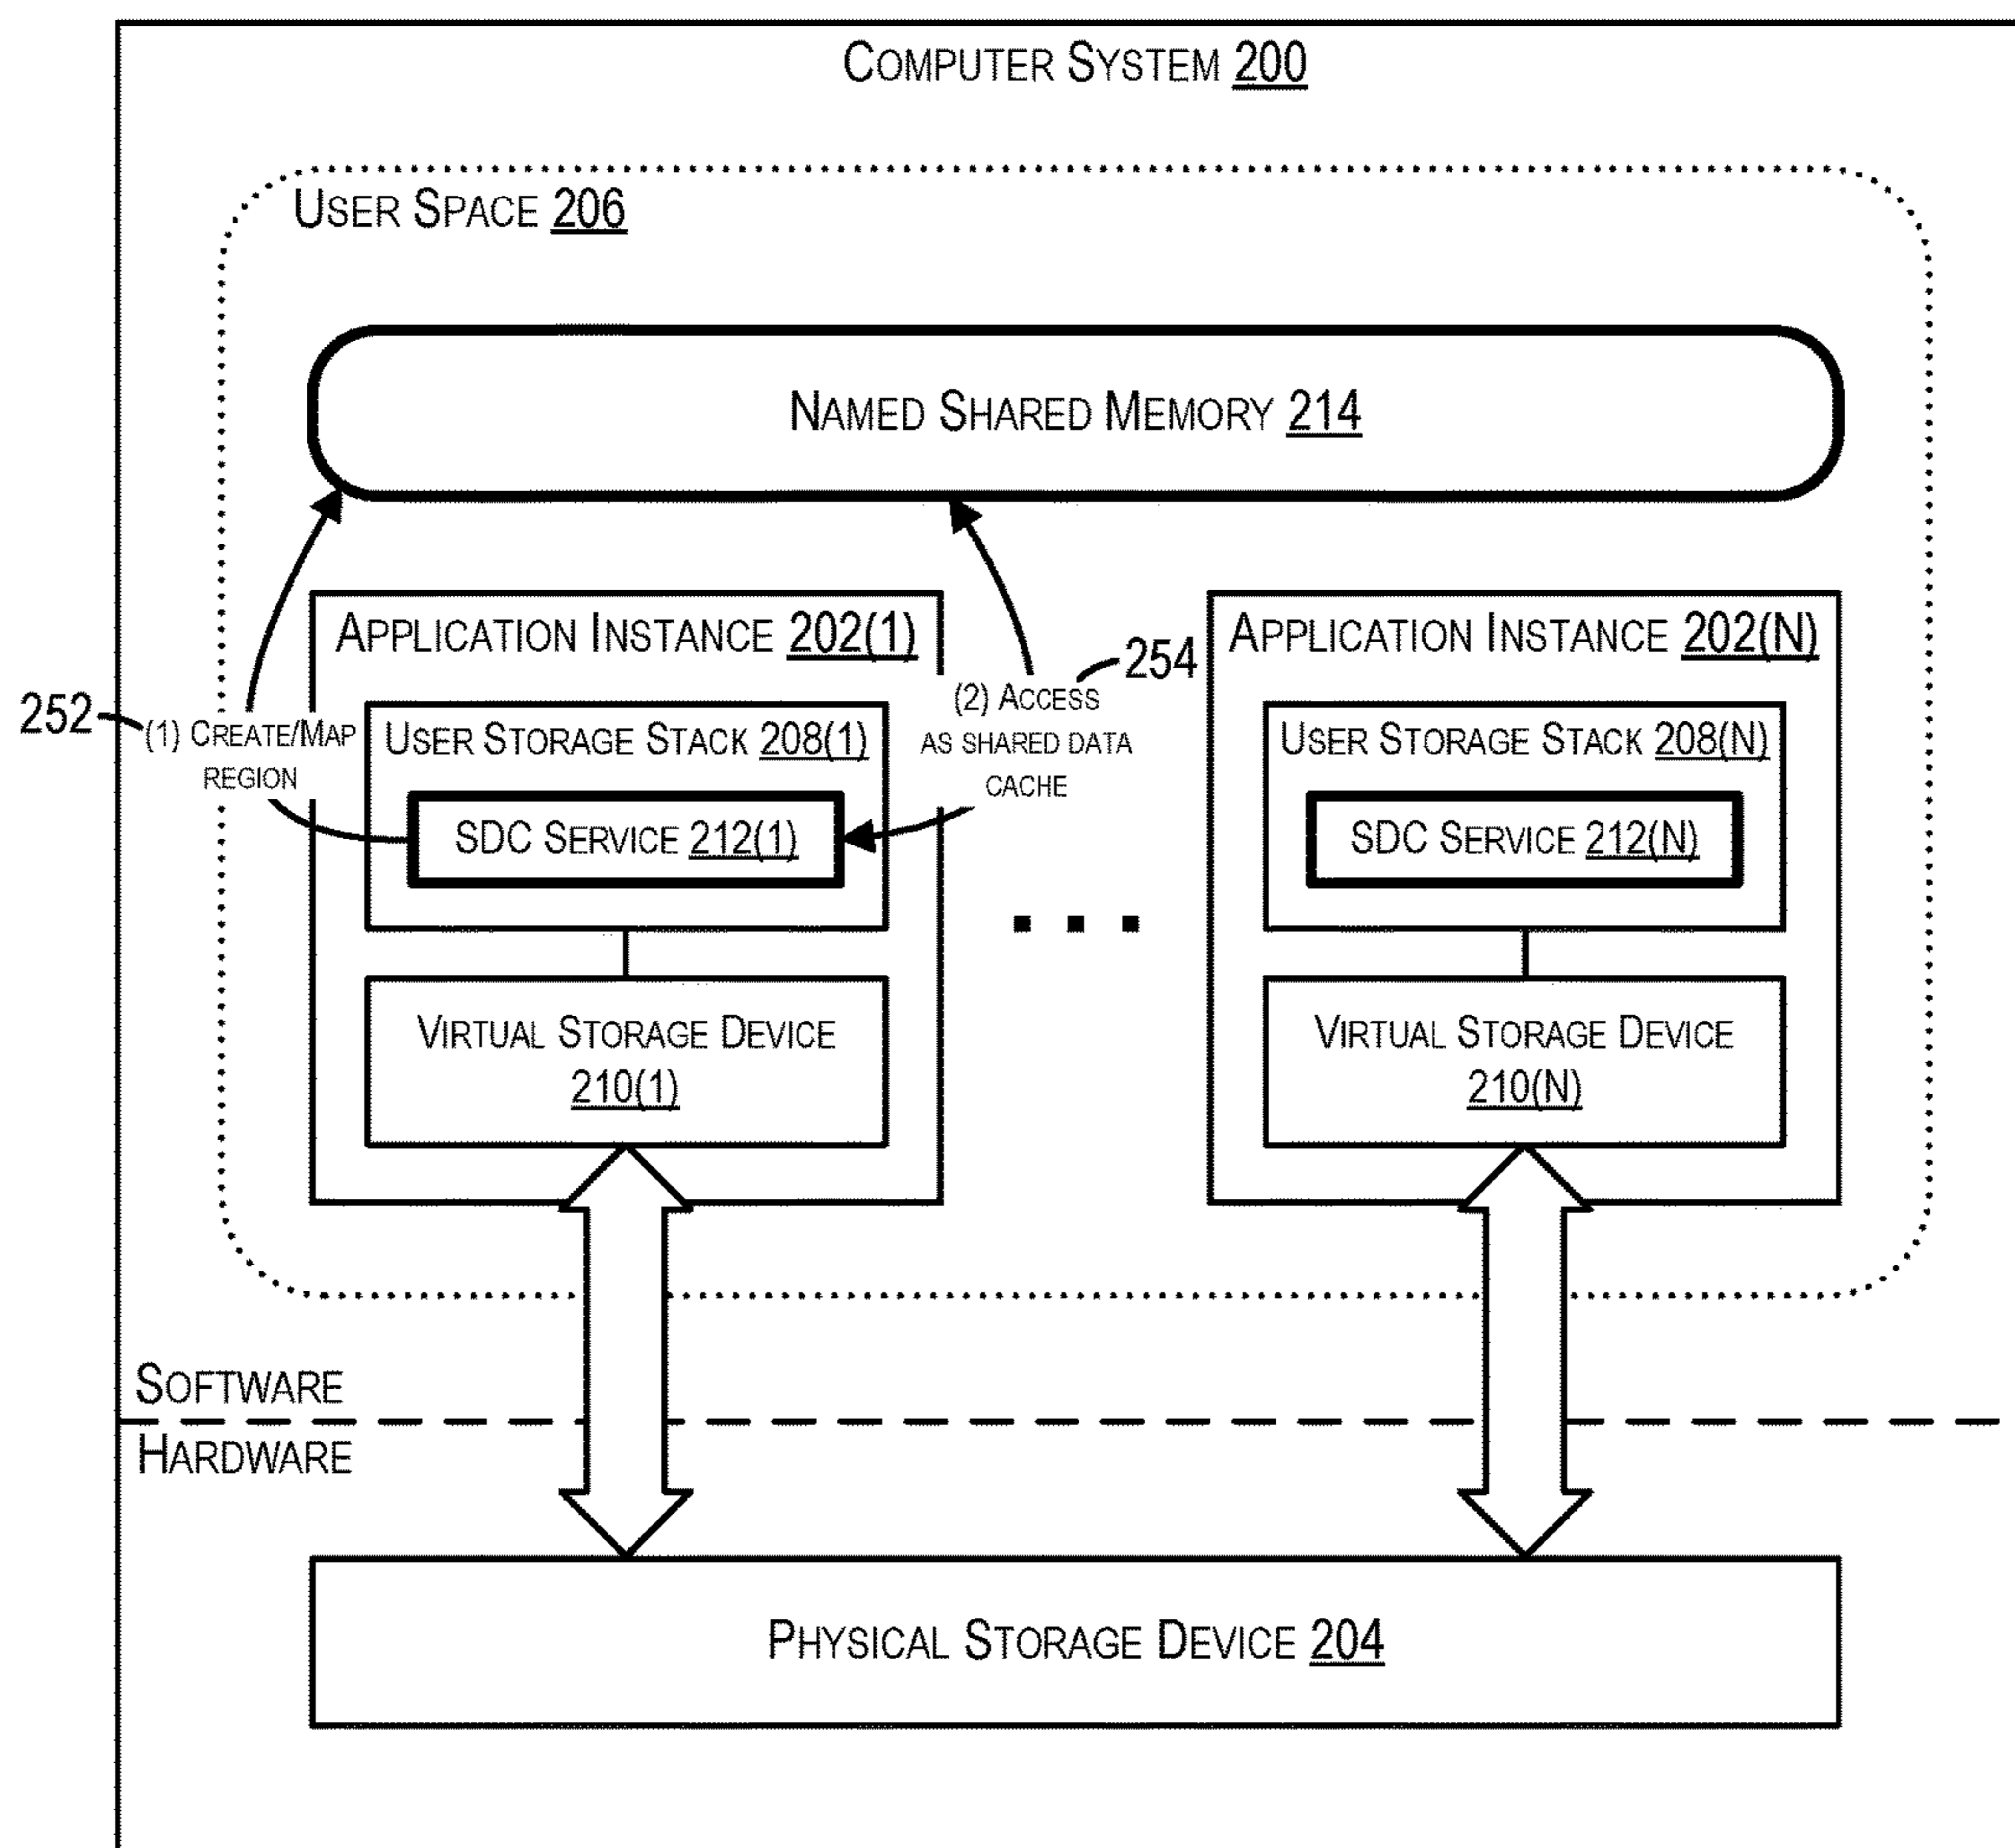 COMPUTER SYSTEM 200
USER SPACE 206
NAMED SHARED MEMORY 214
APPLICATION INSTANCE 202(1)
APPLICATION INSTANCE 202(N)
252
(1) CREATE/MAP
REGION
254
(2) ACCESS
AS SHARED DATA
CACHE
USER STORAGE STACK 208(1)
SDC SERVICE 212(1)
VIRTUAL STORAGE DEVICE
210(1)
. . .
USER STORAGE STACK 208(N)
SDC SERVICE 212(N)
VIRTUAL STORAGE DEVICE
210(N)
SOFTWARE
HARDWARE
PHYSICAL STORAGE DEVICE 204